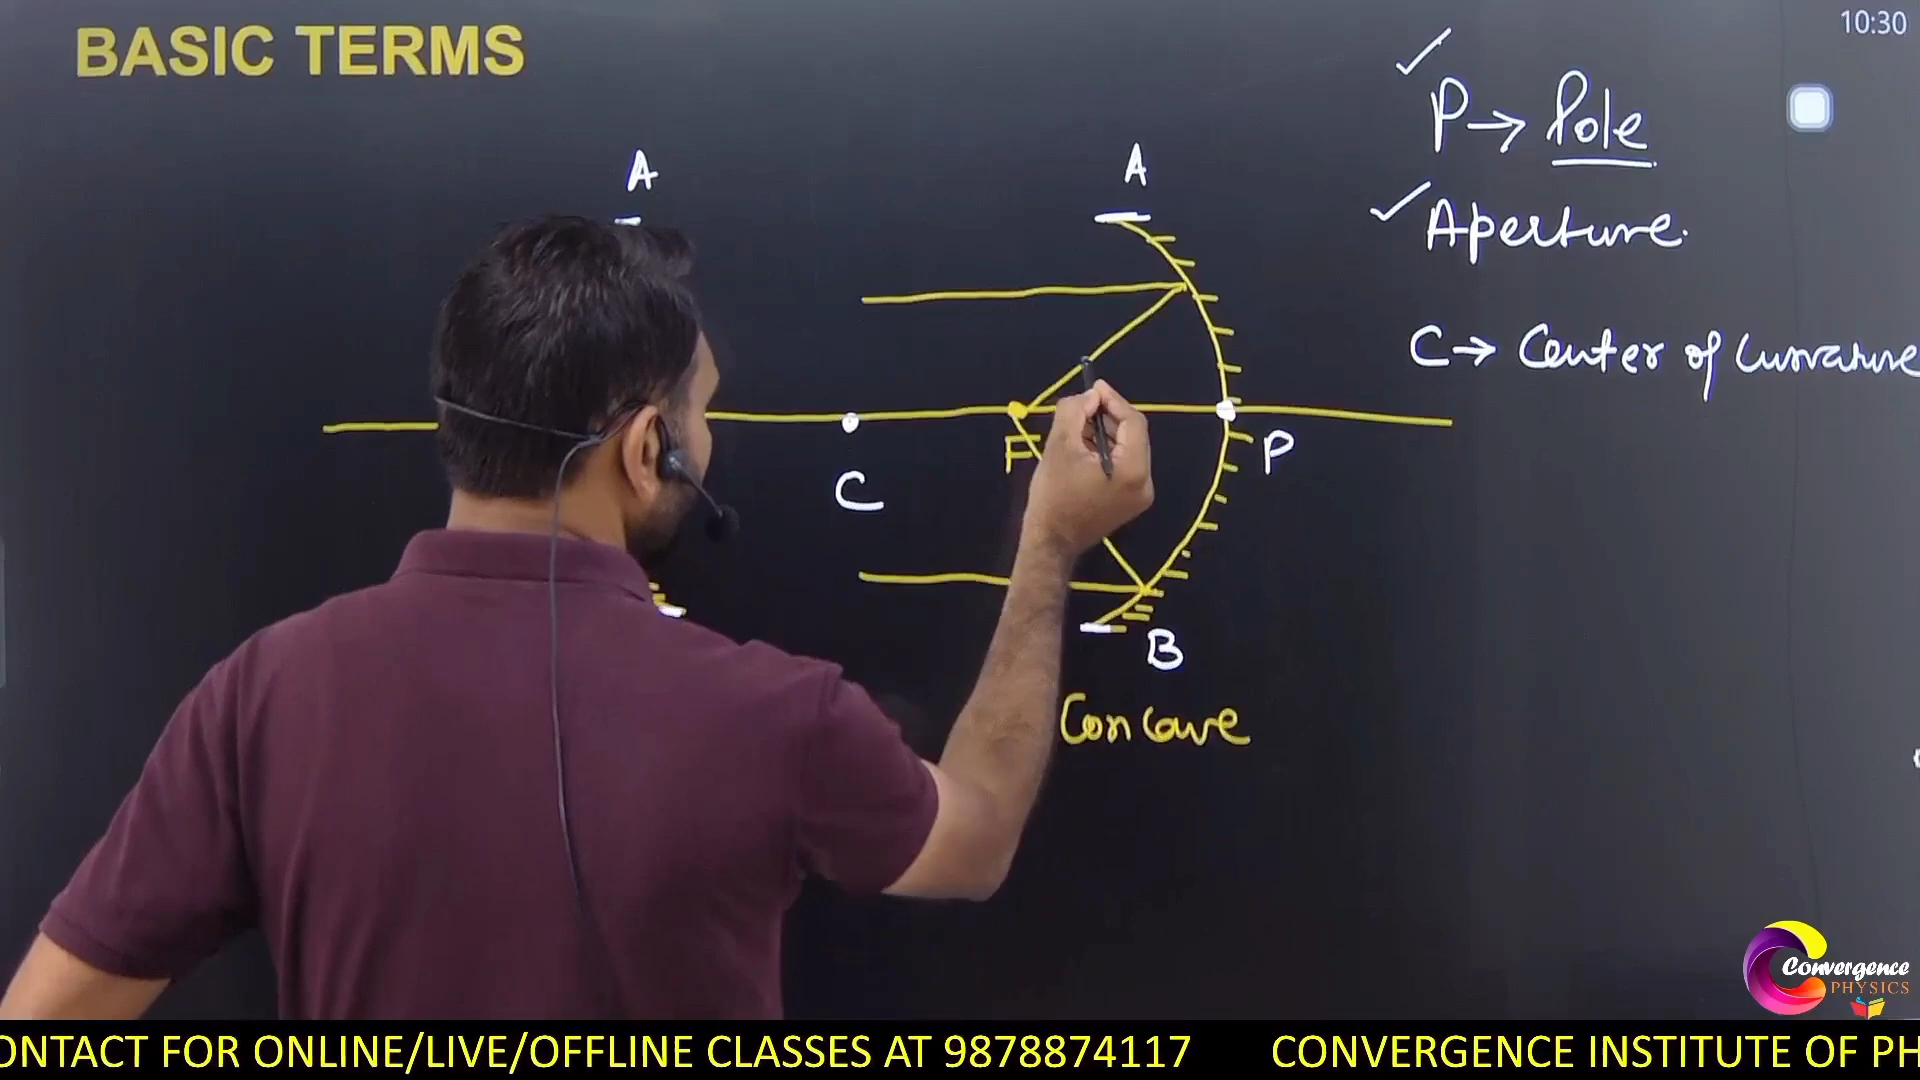 BASIC TERMS
10:30
✓ P → Pole
✓ Aperture.
C → Center of Curvature
A
A
F
P
C
B
Concave
Convergence
PHYSICS
ONTACT FOR ONLINE/LIVE/OFFLINE CLASSES AT 9878874117 CONVERGENCE INSTITUTE OF PH